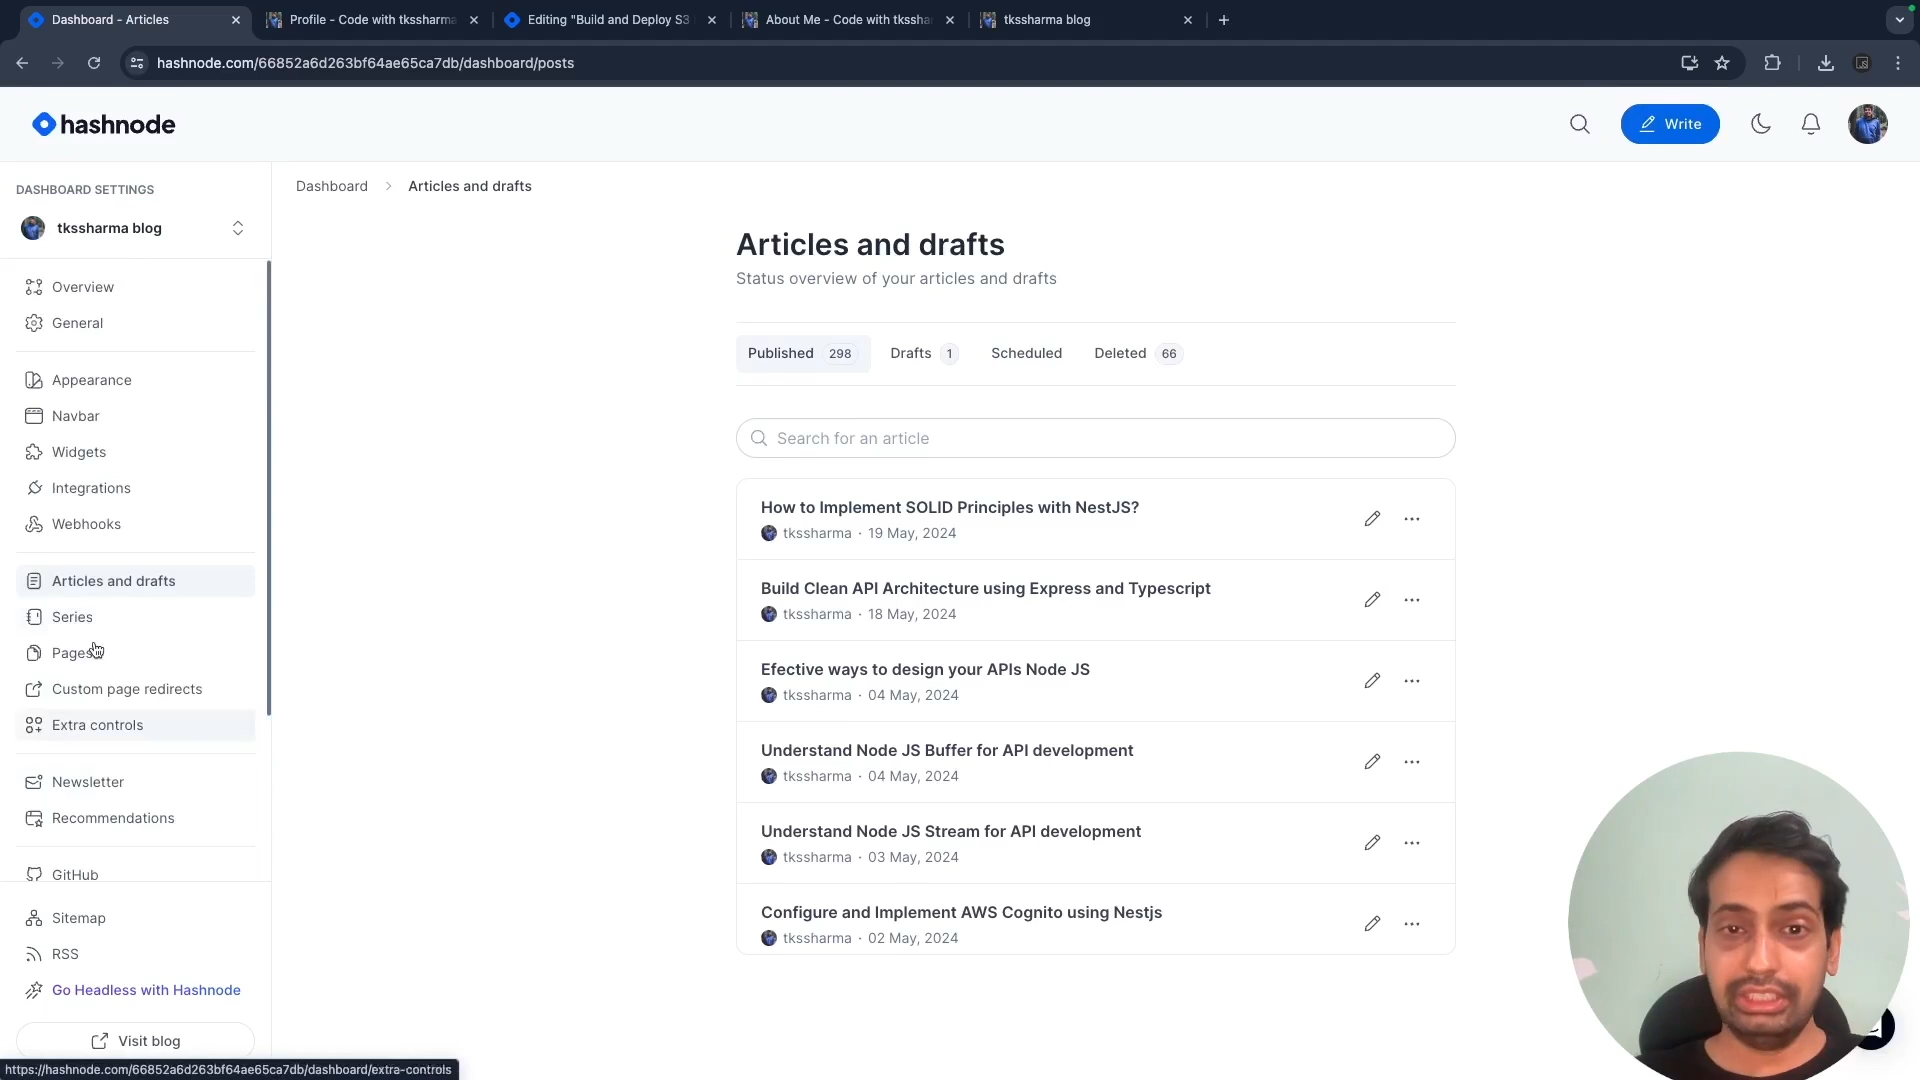 Dashboard - Articles
Profile - Code with tkssharma
Editing "Build and Deploy S3
About Me - Code with tksshar
tkssharma blog
hashnode.com/66852a6d263bf64ae65ca7db/dashboard/posts
hashnode
Write
DASHBOARD SETTINGS
tkssharma blog
Overview
General
Appearance
Navbar
Widgets
Integrations
Webhooks
Articles and drafts
Series
Pages
Custom page redirects
Extra controls
Newsletter
Recommendations
GitHub
Sitemap
RSS
Go Headless with Hashnode
Visit blog
https://hashnode.com/66852a6d263bf64ae65ca7db/dashboard/extra-controls
Dashboard > Articles and drafts
Articles and drafts
Status overview of your articles and drafts
Published 298 Drafts 1 Scheduled Deleted 66
Search for an article
How to Implement SOLID Principles with NestJS?
tkssharma · 19 May, 2024
Build Clean API Architecture using Express and Typescript
tkssharma · 18 May, 2024
Efective ways to design your APIs Node JS
tkssharma · 04 May, 2024
Understand Node JS Buffer for API development
tkssharma · 04 May, 2024
Understand Node JS Stream for API development
tkssharma · 03 May, 2024
Configure and Implement AWS Cognito using Nestjs
tkssharma · 02 May, 2024